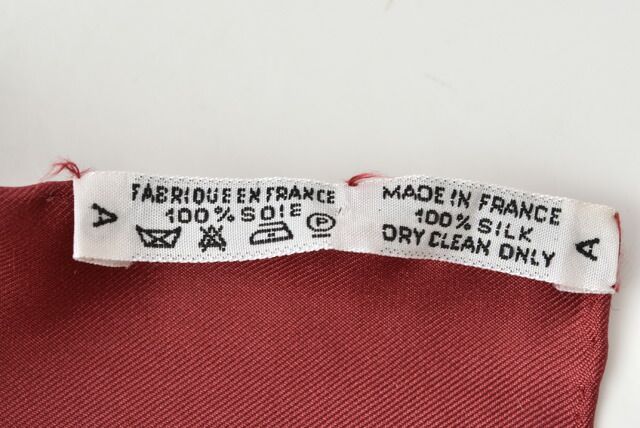 A
FABRIQUE EN FRANCE
100% SOIE
P
MADE IN FRANCE
100% SILK
DRY CLEAN ONLY
A